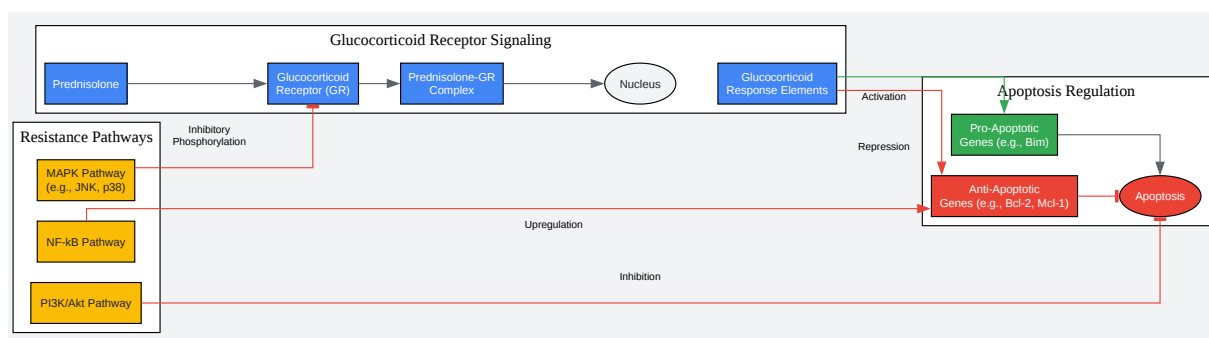 Glucocorticoid Receptor Signaling
Prednisolone
Glucocorticoid
Receptor (GR)
Prednisolone-GR
Complex
Nucleus
Glucocorticoid
Response Elements
Activation
Apoptosis Regulation
Pro-Apoptotic
Genes (e.g., Bim)
Inhibitory
Phosphorylation
Repression
Resistance Pathways
MAPK Pathway
(e.g., JNK, p38)
Anti-Apoptotic
Genes (e.g., Bcl-2, Mcl-1)
Apoptosis
Upregulation
NF-kB Pathway
Inhibition
PI3K/Akt Pathway